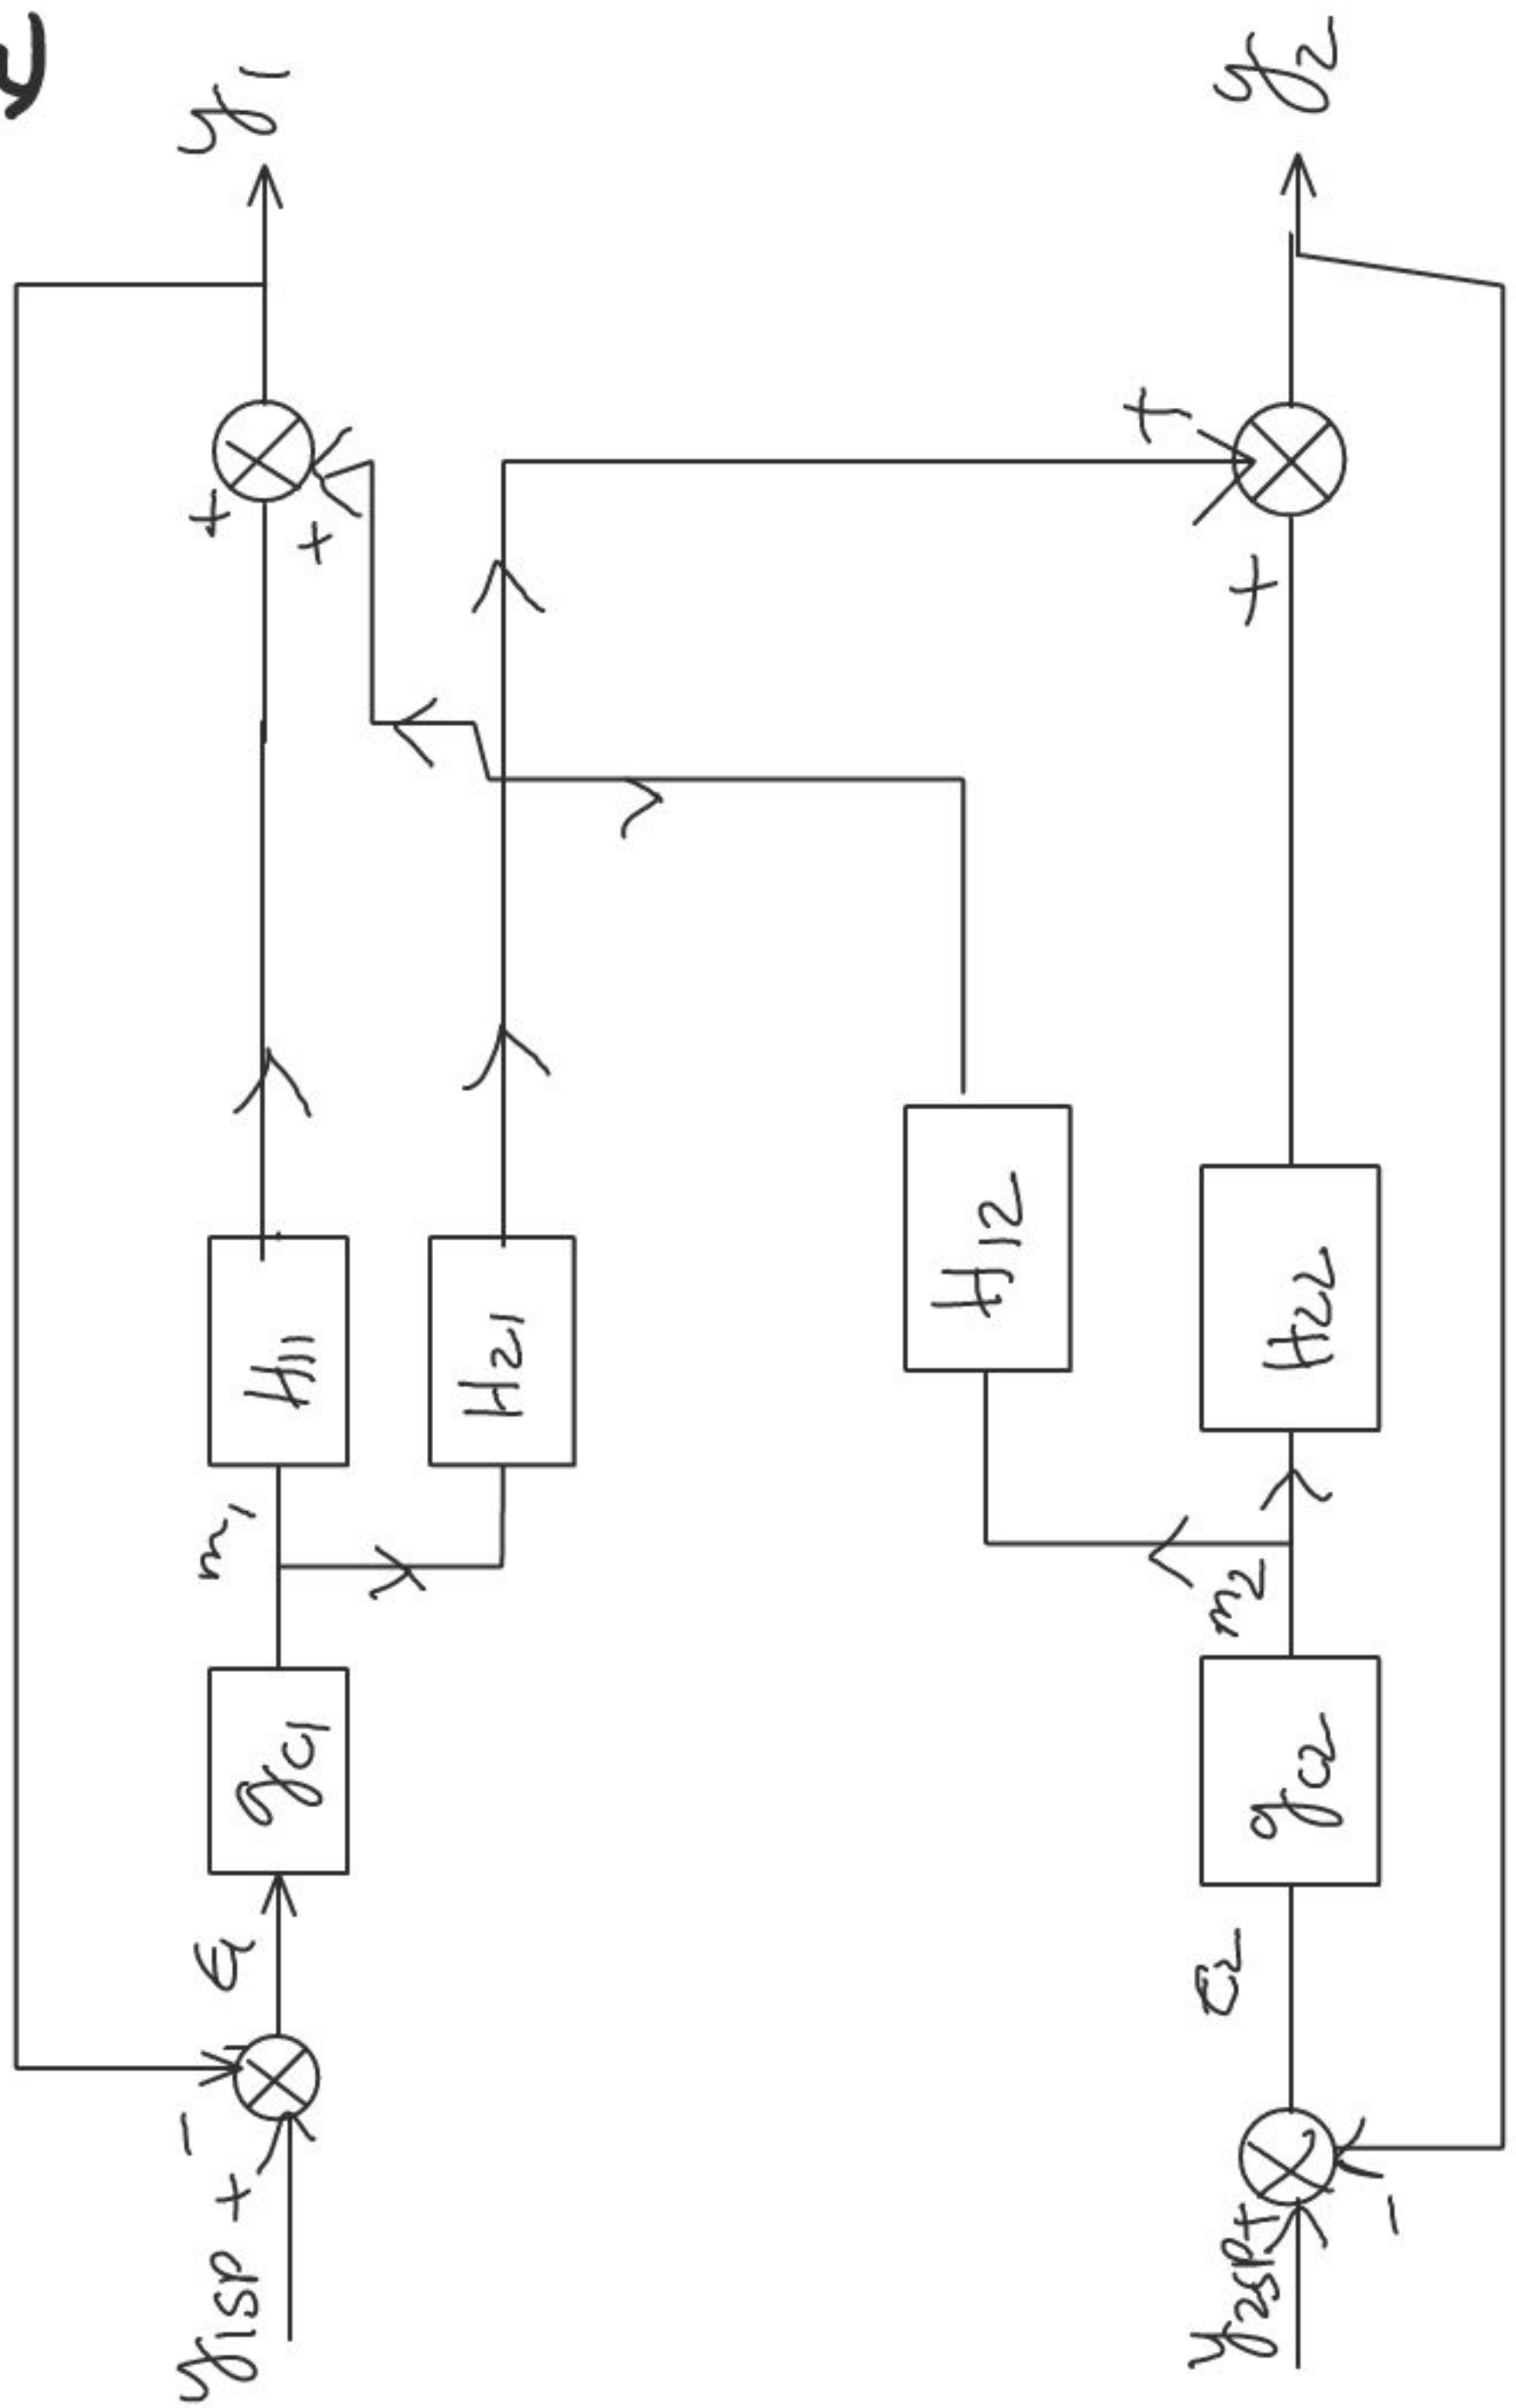 y1sp + - e1 gc1 m1 H11 + y1
H21 +
H12 +
y2sp + - e2 gc2 m2 H22 + y2